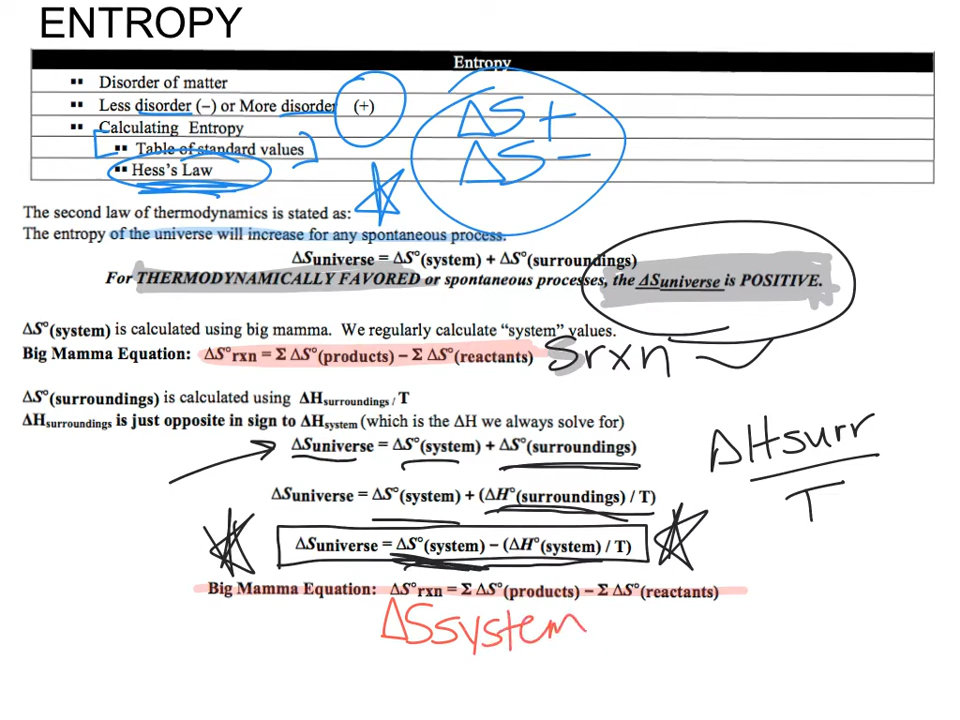 ENTROPY
Entropy
▪▪ Disorder of matter
▪▪ Less disorder (−) or More disorder (+)
▪▪ Calculating Entropy
▪▪ Table of standard values
▪▪ Hess's Law
ΔS +
ΔS −
The second law of thermodynamics is stated as:
The entropy of the universe will increase for any spontaneous process.
ΔSuniverse = ΔS°(system) + ΔS°(surroundings)
For THERMODYNAMICALLY FAVORED or spontaneous processes, the ΔSuniverse is POSITIVE.
ΔS°(system) is calculated using big mamma. We regularly calculate “system” values.
Big Mamma Equation: ΔS°rxn = Σ ΔS°(products) − Σ ΔS°(reactants)
Srxn
ΔS°(surroundings) is calculated using ΔHsurroundings / T
ΔHsurroundings is just opposite in sign to ΔHsystem (which is the ΔH we always solve for)
ΔSuniverse = ΔS°(system) + ΔS°(surroundings)
ΔHsurr
T
ΔSuniverse = ΔS°(system) + (ΔH°(surroundings) / T)
ΔSuniverse = ΔS°(system) − (ΔH°(system) / T)
Big Mamma Equation: ΔS°rxn = Σ ΔS°(products) − Σ ΔS°(reactants)
ΔSsystem